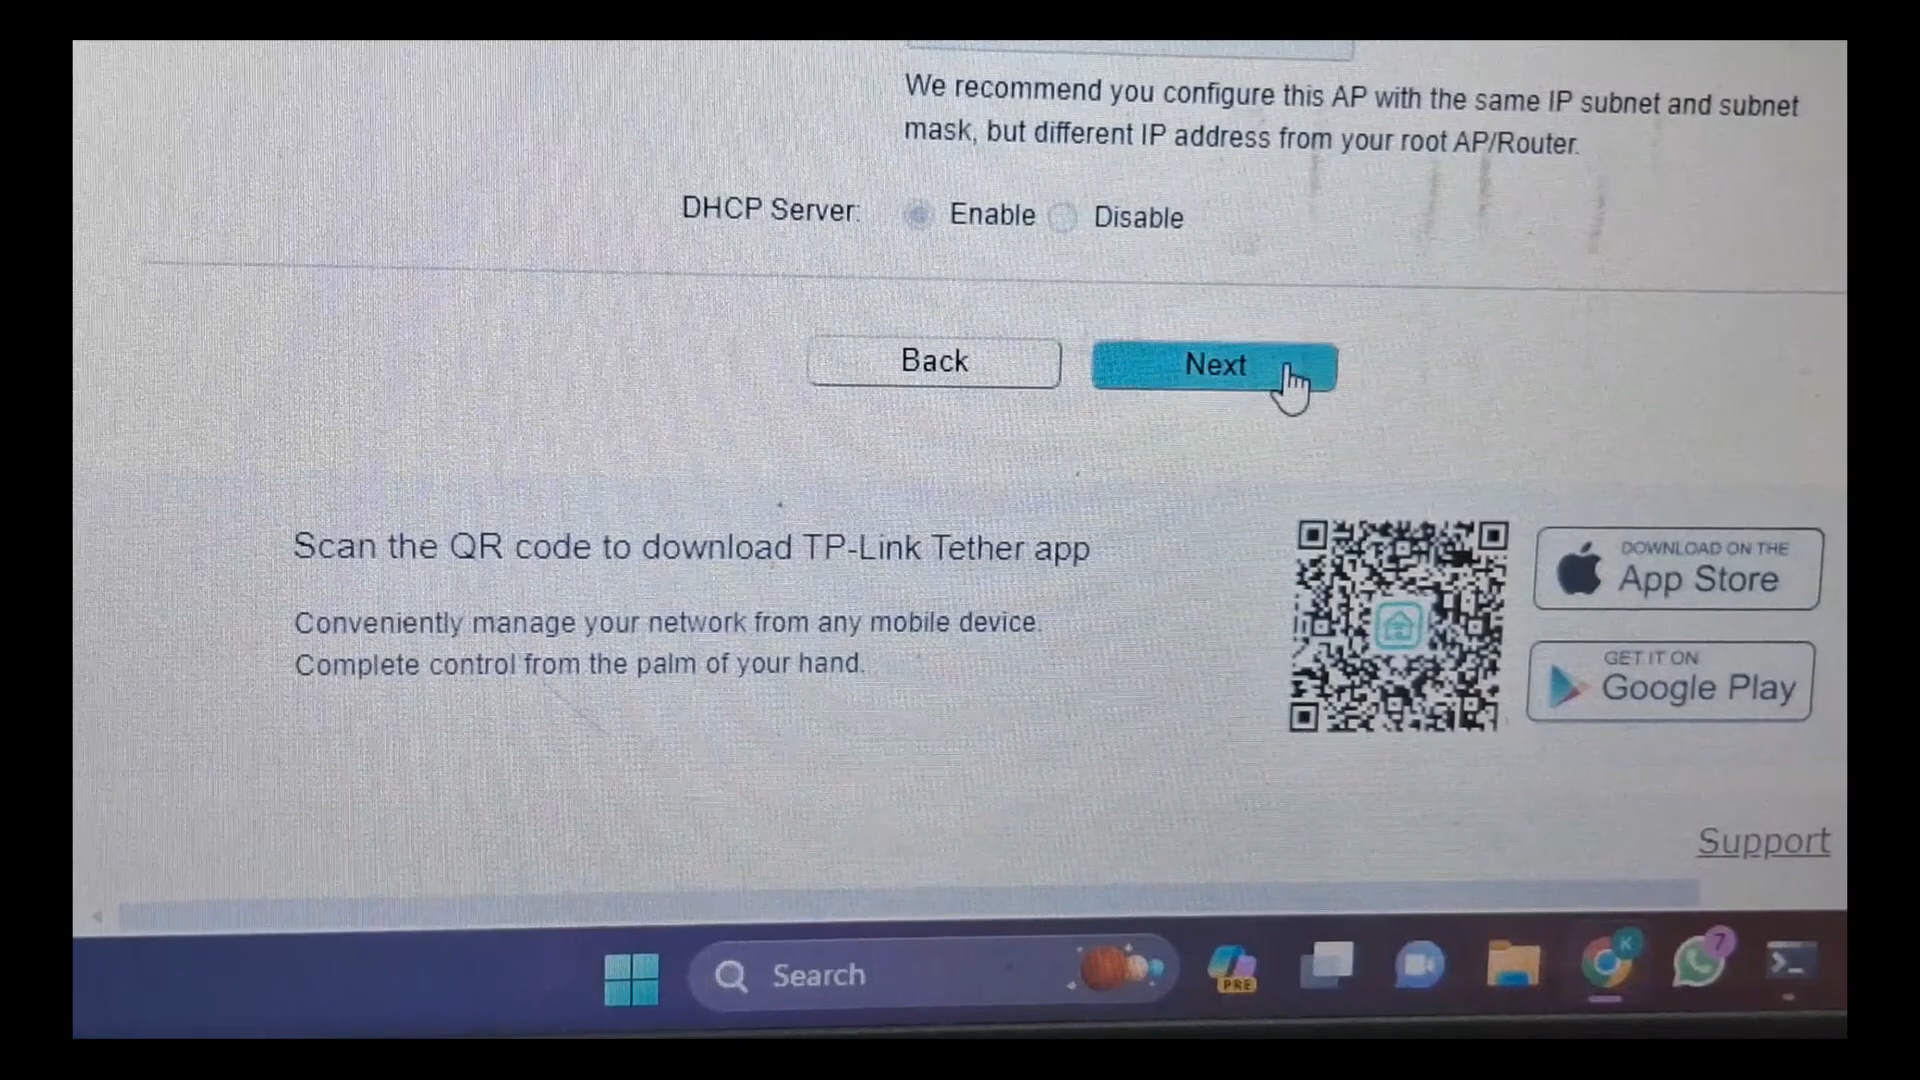 We recommend you configure this AP with the same IP subnet and subnet
mask, but different IP address from your root AP/Router.
DHCP Server: Enable Disable
Back Next
Scan the QR code to download TP-Link Tether app
Conveniently manage your network from any mobile device.
Complete control from the palm of your hand.
DOWNLOAD ON THE
App Store
GET IT ON
Google Play
Support
Search
PRE
K
7